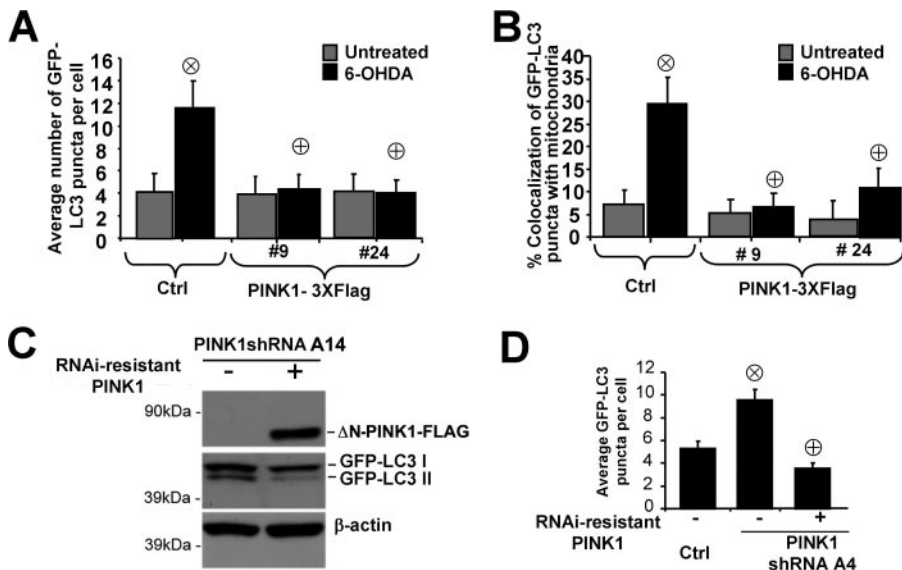 A
Untreated
6-OHDA
Average number of GFP-
LC3 puncta per cell
16
14
12
10
8
6
4
2
0
#9
#24
Ctrl
PINK1- 3XFlag
B
Untreated
6-OHDA
% Colocalization of GFP-LC3
puncta with mitochondria
40
35
30
25
20
15
10
5
0
# 9
# 24
Ctrl
PINK1-3XFlag
C
PINK1shRNA A14
RNAi-resistant
PINK1
- +
90kDa -
-ΔN-PINK1-FLAG
GFP-LC3 I
GFP-LC3 II
39kDa -
β-actin
39kDa -
D
Average GFP-LC3
puncta per cell
12
10
8
6
4
2
0
RNAi-resistant
PINK1
- - +
Ctrl
PINK1
shRNA A4